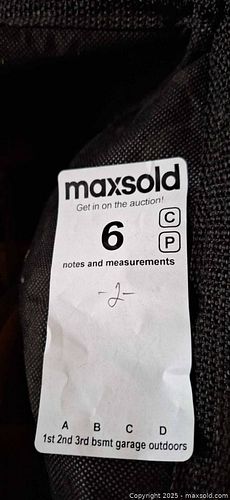 maxsold
Get in on the auction!
6
C
P
notes and measurements
-2-
A B C D
1st 2nd 3rd bsmt garage outdoors
Copyright 2025 - maxsold.com